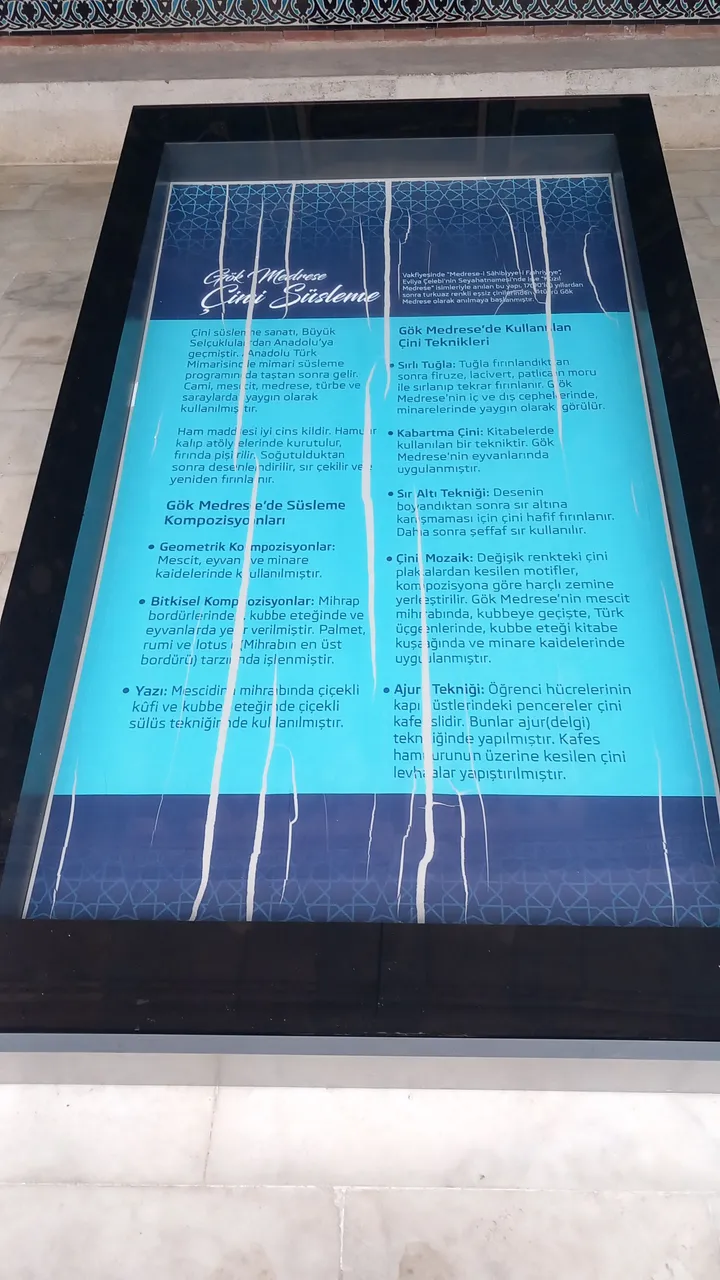 Gök Medrese
Çini Süsleme
Vakfiyesinde "Medrese-i Sâhibiyye-i Fahriyye",
Evliya Çelebi'nin Seyahatnamesi'nde ise "Kızıl
Medrese" isimleriyle anılan bu yapı, 1700'lü yıllardan
sonra turkuaz renkli eşsiz çinilerinden ötürü Gök
Medrese olarak anılmaya başlanmıştır.
Çini süsleme sanatı, Büyük
Selçuklulardan Anadolu'ya
geçmiştir. Anadolu Türk
Mimarisinde mimari süsleme
programında taştan sonra gelir.
Cami, mescit, medrese, türbe ve
saraylarda yaygın olarak
kullanılmıştır.
Ham maddesi iyi cins kildir. Hamur
kalıp atölyelerinde kurutulur,
fırında pişirilir. Soğutulduktan
sonra desenlendirilir, sır çekilir ve
yeniden fırınlanır.
Gök Medrese'de Süsleme
Kompozisyonları
• Geometrik Kompozisyonlar:
Mescit, eyvan ve minare
kaidelerinde kullanılmıştır.
• Bitkisel Kompozisyonlar: Mihrap
bordürlerinde, kubbe eteğinde ve
eyvanlarda yer verilmiştir. Palmet,
rumi ve lotus (Mihrabın en üst
bordürü) tarzında işlenmiştir.
• Yazı: Mescidin mihrabında çiçekli
kûfi ve kubbe eteğinde çiçekli
sülüs tekniğinde kullanılmıştır.
Gök Medrese'de Kullanılan
Çini Teknikleri
• Sırlı Tuğla: Tuğla fırınlandıktan
sonra firuze, lacivert, patlıcan moru
ile sırlanıp tekrar fırınlanır. Gök
Medrese'nin iç ve dış cephelerinde,
minarelerinde yaygın olarak görülür.
• Kabartma Çini: Kitabelerde
kullanılan bir tekniktir. Gök
Medrese'nin eyvanlarında
uygulanmıştır.
• Sır Altı Tekniği: Desenin
boyandıktan sonra sır altına
karışmaması için çini hafif fırınlanır.
Daha sonra şeffaf sır kullanılır.
• Çini Mozaik: Değişik renkteki çini
plakalardan kesilen motifler,
kompozisyona göre harçlı zemine
yerleştirilir. Gök Medrese'nin mescit
mihrabında, kubbeye geçişte, Türk
üçgenlerinde, kubbe eteği kitabe
kuşağında ve minare kaidelerinde
uygulanmıştır.
• Ajur Tekniği: Öğrenci hücrelerinin
kapı üstlerindeki pencereler çini
kafeslidir. Bunlar ajur(delgi)
tekniğinde yapılmıştır. Kafes
hamurunun üzerine kesilen çini
levhalar yapıştırılmıştır.